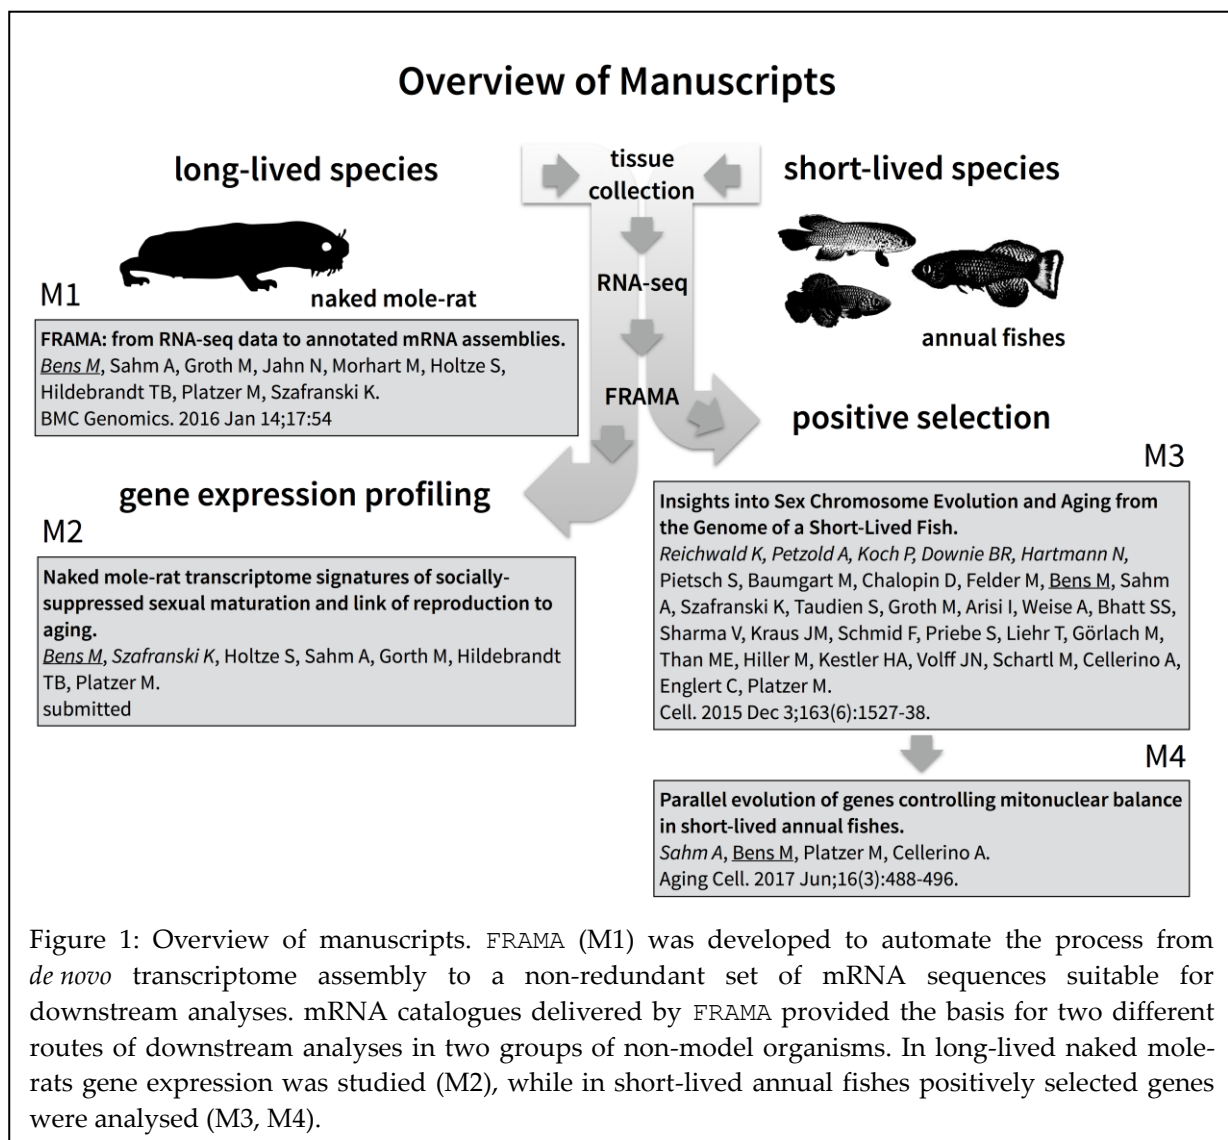 Overview of Manuscripts
long-lived species
tissue
collection
short-lived species
RNA-seq
naked mole-rat
annual fishes
M1
FRAMA: from RNA-seq data to annotated mRNA assemblies.
Bens M, Sahm A, Groth M, Jahn N, Morhart M, Holtze S,
Hildebrandt TB, Platzer M, Szafranski K.
BMC Genomics. 2016 Jan 14;17:54
FRAMA
positive selection
gene expression profiling
M2
Naked mole-rat transcriptome signatures of socially-
suppressed sexual maturation and link of reproduction to
aging.
Bens M, Szafranski K, Holtze S, Sahm A, Gorth M, Hildebrandt
TB, Platzer M.
submitted
M3
Insights into Sex Chromosome Evolution and Aging from
the Genome of a Short-Lived Fish.
Reichwald K, Petzold A, Koch P, Downie BR, Hartmann N,
Pietsch S, Baumgart M, Chalopin D, Felder M, Bens M, Sahm
A, Szafranski K, Taudien S, Groth M, Arisi I, Weise A, Bhatt SS,
Sharma V, Kraus JM, Schmid F, Priebe S, Liehr T, Görlach M,
Than ME, Hiller M, Kestler HA, Volff JN, Schartl M, Cellerino A,
Englert C, Platzer M.
Cell. 2015 Dec 3;163(6):1527-38.
M4
Parallel evolution of genes controlling mitonuclear balance
in short-lived annual fishes.
Sahm A, Bens M, Platzer M, Cellerino A.
Aging Cell. 2017 Jun;16(3):488-496.
Figure 1: Overview of manuscripts. FRAMA (M1) was developed to automate the process from
de novo transcriptome assembly to a non-redundant set of mRNA sequences suitable for
downstream analyses. mRNA catalogues delivered by FRAMA provided the basis for two different
routes of downstream analyses in two groups of non-model organisms. In long-lived naked mole-
rats gene expression was studied (M2), while in short-lived annual fishes positively selected genes
were analysed (M3, M4).